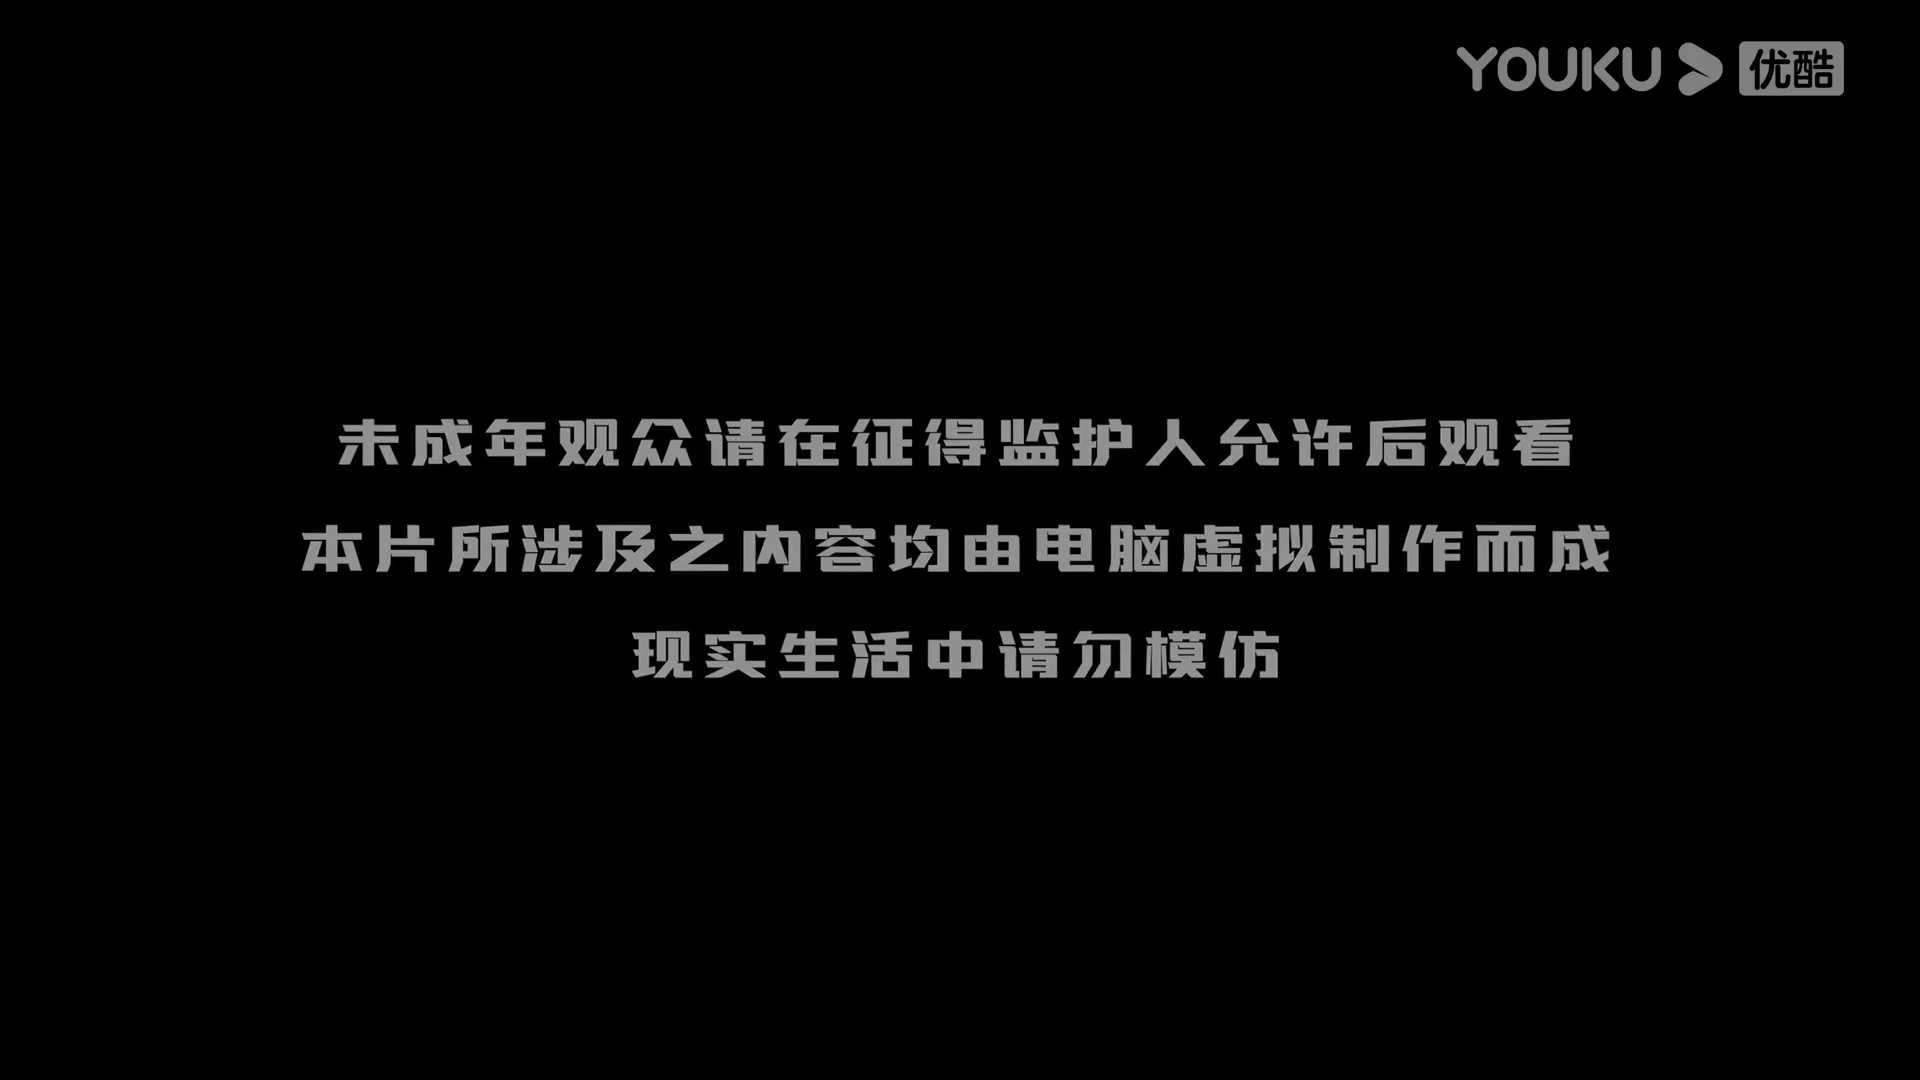 YOUKU 优酷
未成年观众请在征得监护人允许后观看
本片所涉及之内容均由电脑虚拟制作而成
现实生活中请勿模仿